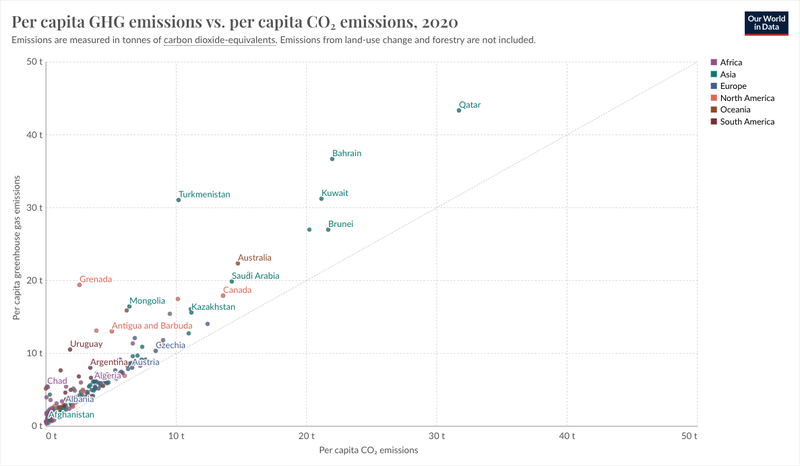 Per capita GHG emissions vs. per capita CO₂ emissions, 2020
Emissions are measured in tonnes of carbon dioxide-equivalents. Emissions from land-use change and forestry are not included.
Our World
in Data
Africa
Asia
Europe
North America
Oceania
South America
Per capita greenhouse gas emissions
50 t
40 t
30 t
20 t
10 t
0 t
Qatar
Bahrain
Turkmenistan
Kuwait
Brunei
Australia
Saudi Arabia
Grenada
Canada
Mongolia
Kazakhstan
Antigua and Barbuda
Uruguay
Czechia
Argentina
Austria
Algeria
Chad
Albania
Afghanistan
0 t
10 t
20 t
30 t
40 t
50 t
Per capita CO₂ emissions